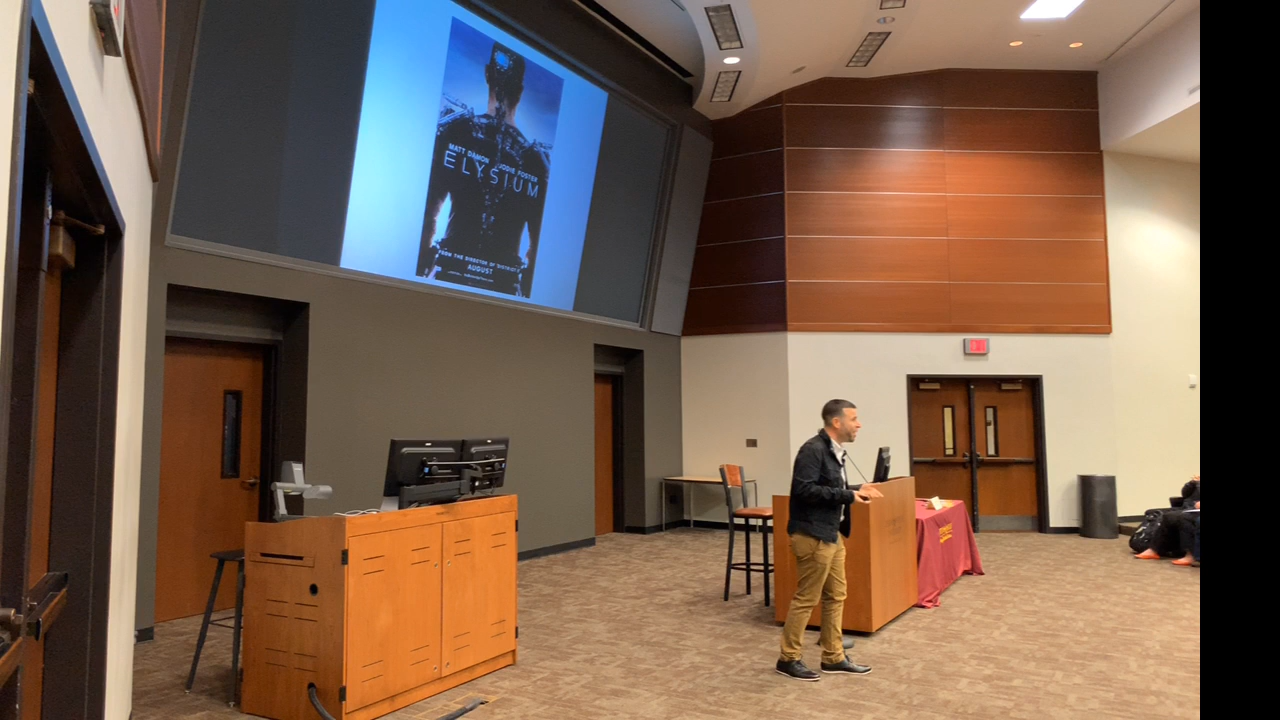 MATT DAMON JODIE FOSTER
ELYSIUM
FROM THE DIRECTOR OF DISTRICT 9
AUGUST